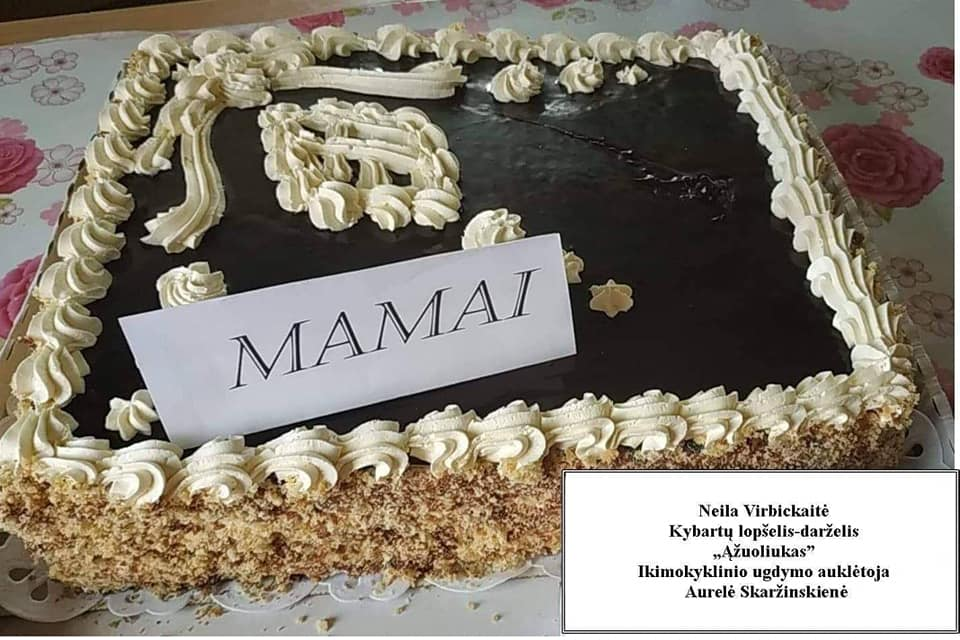 MAMAI
Neila Virbickaitė
Kybartų lopšelis-darželis
„Ąžuoliukas”
Ikimokyklinio ugdymo auklėtoja
Aurelė Skaržinskienė